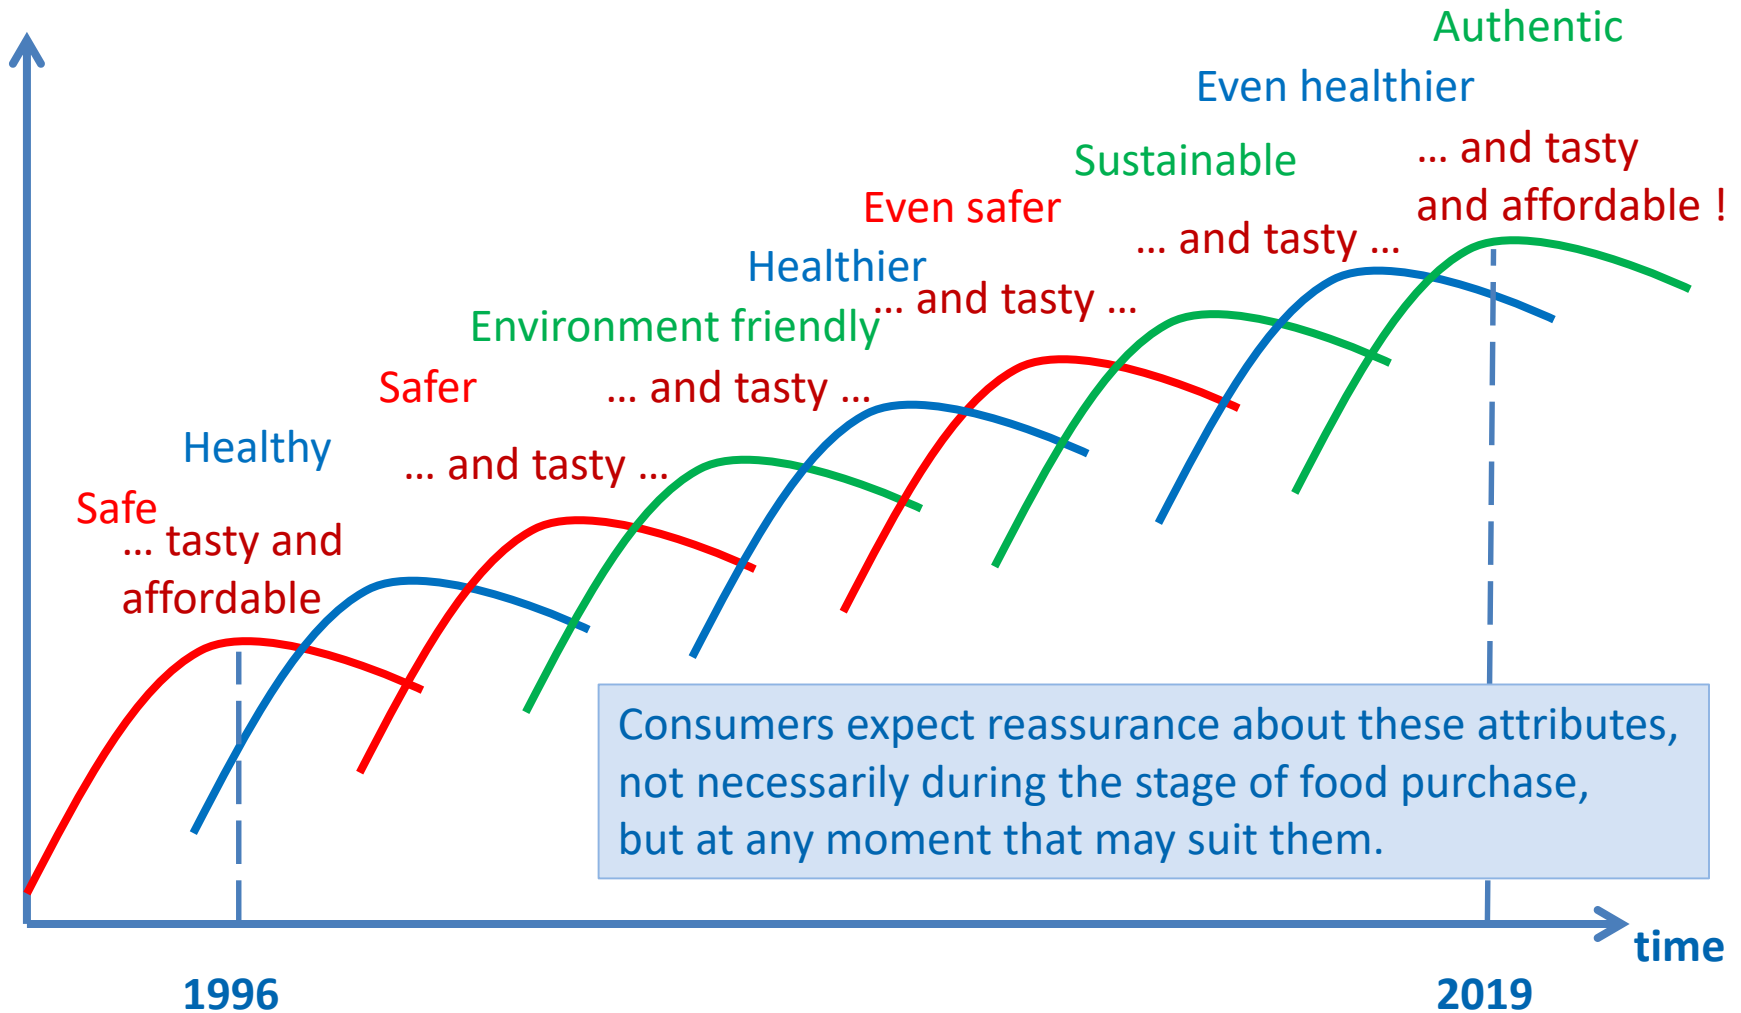 Authentic
Even healthier
… and tasty
and affordable !
Sustainable
… and tasty …
Even safer
Healthier
… and tasty …
Environment friendly
Safer
… and tasty …
Healthy
… and tasty …
Safe
… tasty and
affordable
Consumers expect reassurance about these attributes,
not necessarily during the stage of food purchase,
but at any moment that may suit them.
time
1996
2019